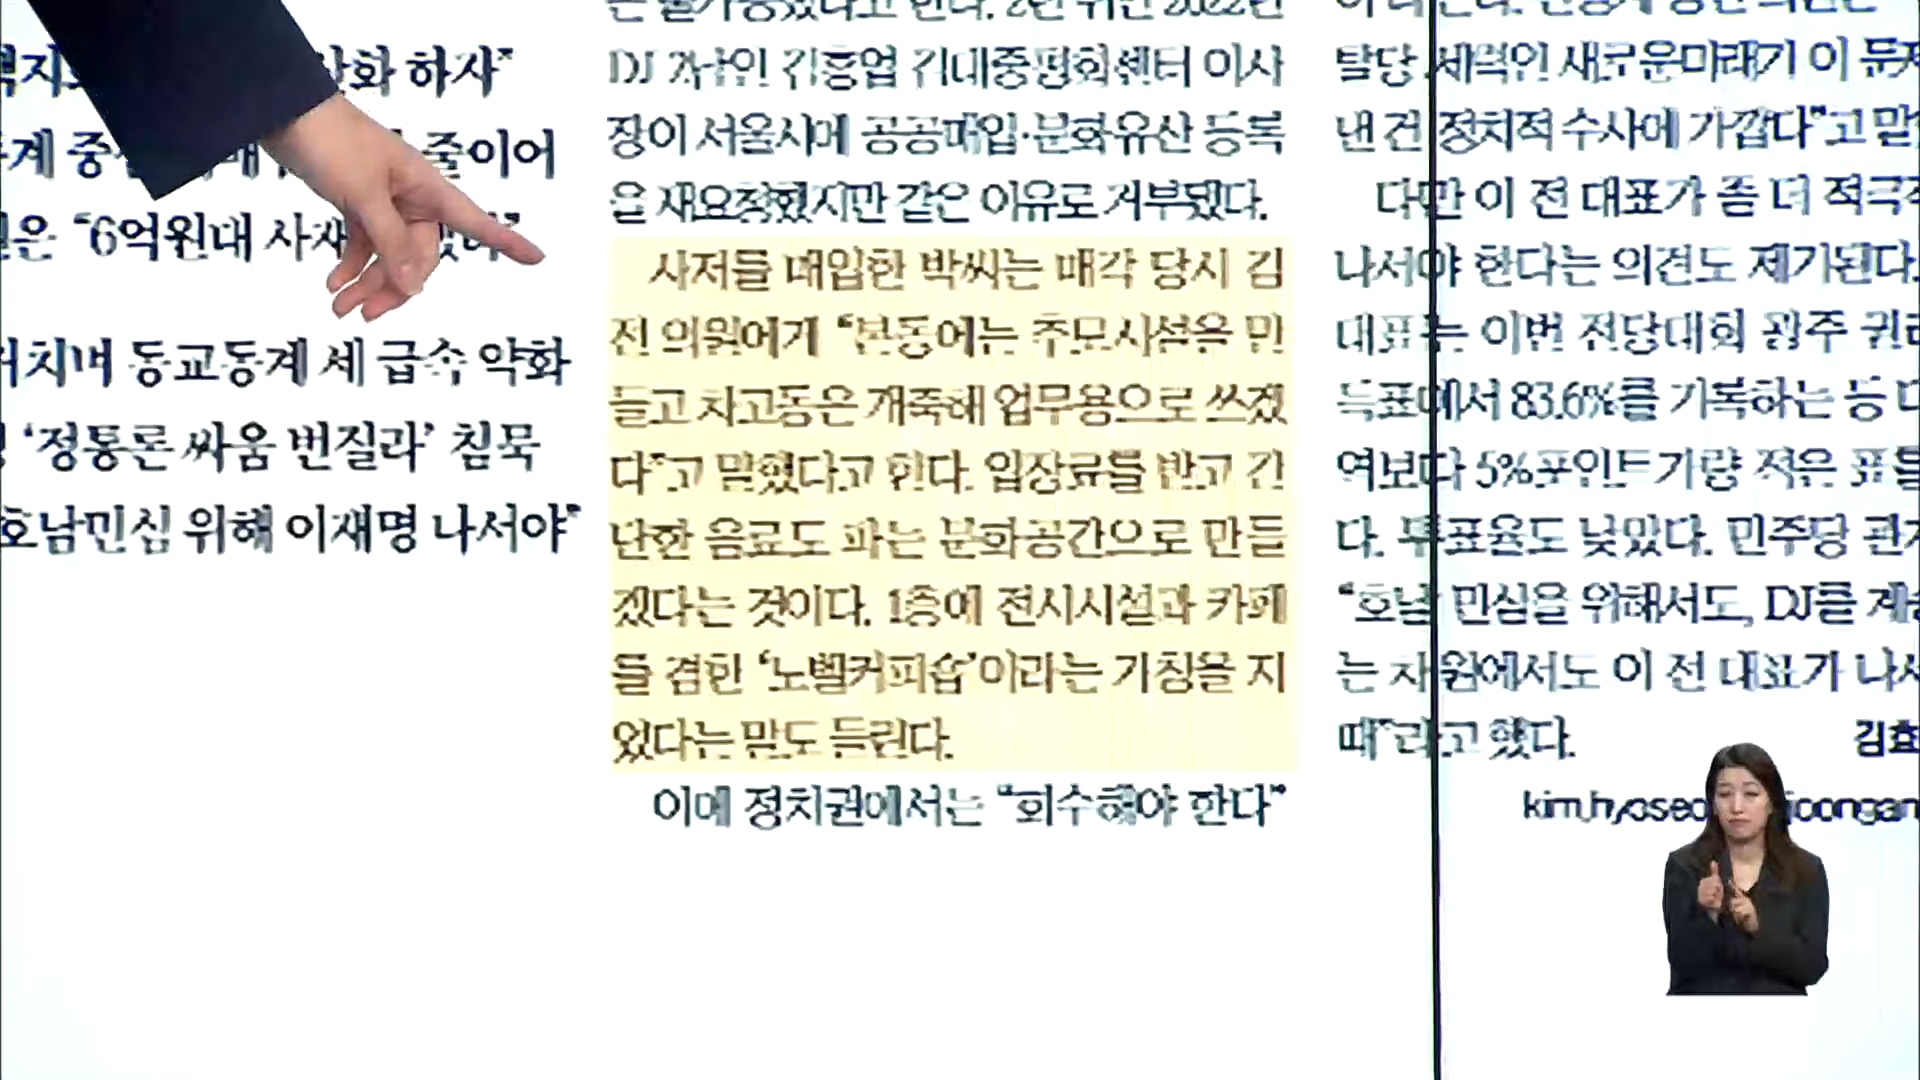 화 하자”
줄이어
은 “6억원대 사저
동교동계 세 급속 약화
‘정통론 싸움 번질라’ 침묵
호남민심 위해 이재명 나서야”
DJ 차남인 김홍업 김대중평화센터 이사
장이 서울시에 공공매입·문화유산 등록
을 재요청했지만 같은 이유로 거부됐다.
사저를 매입한 박씨는 매각 당시 김
전 의원에게 “본동에는 추모시설을 만
들고 차고동은 개축해 업무용으로 쓰겠
다”고 말했다고 한다. 입장료를 받고 간
단한 음료도 파는 문화공간으로 만들
겠다는 것이다. 1층에 전시시설과 카페
를 겸한 ‘노벨커피숍’이라는 가칭을 지
었다는 말도 들린다.
이에 정치권에서는 “회수해야 한다”
탈당 세력인 새로운미래가 이 문제
낸 건 정치적 수사에 가깝다”고 말
다만 이 전 대표가 좀 더 적극적
나서야 한다는 의견도 제기된다.
대표는 이번 전당대회 광주 권리
득표에서 83.6%를 기록하는 등
역보다 5%포인트가량 적은 표를
다. 투표율도 낮았다. 민주당 관
“호남 민심을 위해서도, DJ를 계승
는 차원에서도 이 전 대표가 나서
때”라고 했다.
김효